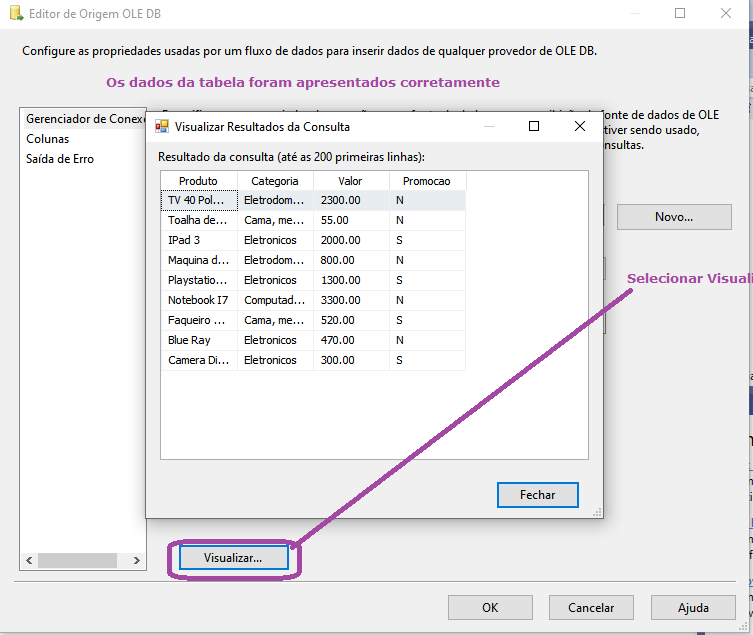 Editor de Origem OLE DB
Configure as propriedades usadas por um fluxo de dados para inserir dados de qualquer provedor de OLE DB.
Os dados da tabela foram apresentados corretamente
Gerenciador de Conexã
Colunas
Saída de Erro
fonte de dados de OLE
tiver sendo usado,
nsultas.
Visualizar Resultados da Consulta
Resultado da consulta (até as 200 primeiras linhas):
Produto Categoria Valor Promocao
TV 40 Pol... Eletrodom... 2300.00 N
Toalha de... Cama, me... 55.00 N
IPad 3 Eletronicos 2000.00 S
Maquina d... Eletrodom... 800.00 N
Playstatio... Eletronicos 1300.00 S
Notebook I7 Computad... 3300.00 N
Faqueiro ... Cama, me... 520.00 S
Blue Ray Eletronicos 470.00 N
Camera Di... Eletronicos 300.00 S
Novo...
Selecionar Visuali
Fechar
Visualizar...
OK Cancelar Ajuda